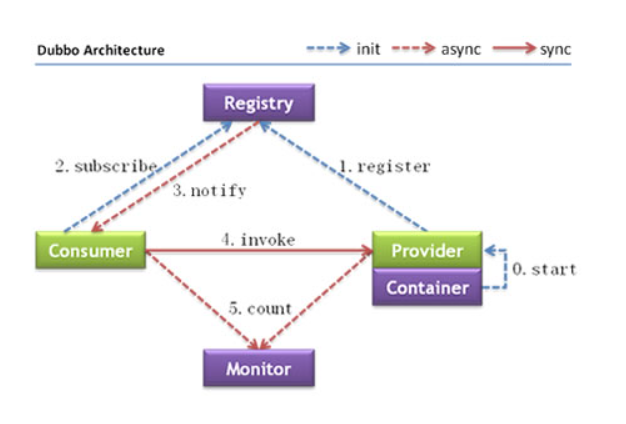 Dubbo Architecture
init
async
sync
Registry
2. subscribe
1. register
3. notify
Consumer
4. invoke
Provider
Container
0. start
5. count
Monitor